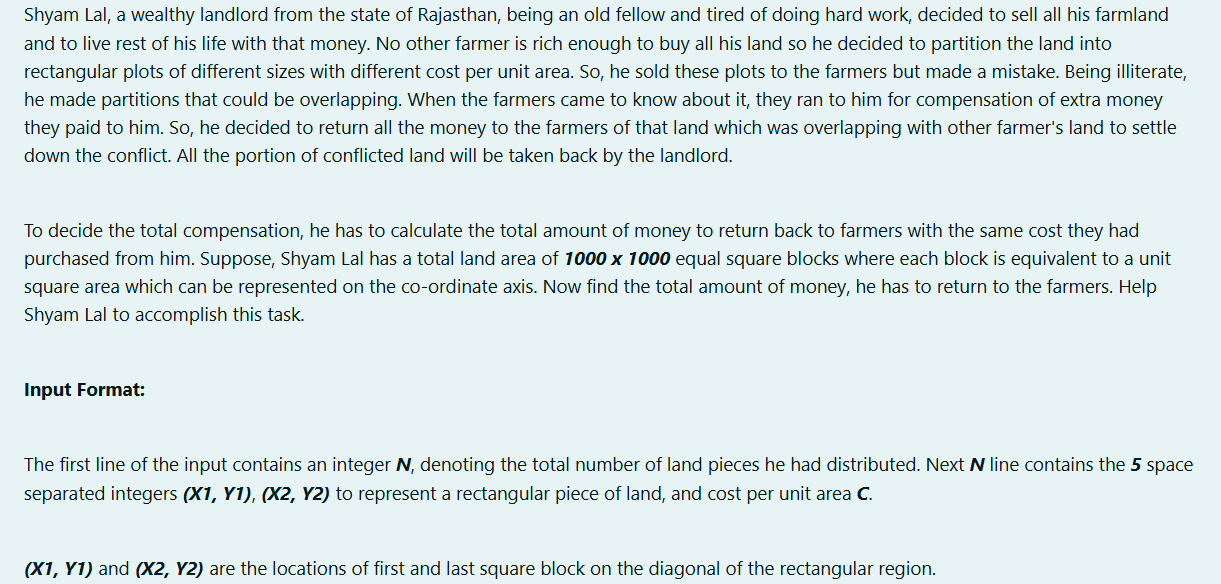 Shyam Lal, a wealthy landlord from the state of Rajasthan, being an old fellow and tired of doing hard work, decided to sell all his farmland
and to live rest of his life with that money. No other farmer is rich enough to buy all his land so he decided to partition the land into
rectangular plots of different sizes with different cost per unit area. So, he sold these plots to the farmers but made a mistake. Being illiterate,
he made partitions that could be overlapping. When the farmers came to know about it, they ran to him for compensation of extra money
they paid to him. So, he decided to return all the money to the farmers of that land which was overlapping with other farmer's land to settle
down the conflict. All the portion of conflicted land will be taken back by the landlord.
To decide the total compensation, he has to calculate the total amount of money to return back to farmers with the same cost they had
purchased from him. Suppose, Shyam Lal has a total land area of 1000 x 1000 equal square blocks where each block is equivalent to a unit
square area which can be represented on the co-ordinate axis. Now find the total amount of money, he has to return to the farmers. Help
Shyam Lal to accomplish this task.
Input Format:
The first line of the input contains an integer N, denoting the total number of land pieces he had distributed. Next N line contains the 5 space
separated integers (X1, Y1), (X2, Y2) to represent a rectangular piece of land, and cost per unit area C.
(X1, Y1) and (X2, Y2) are the locations of first and last square block on the diagonal of the rectangular region.